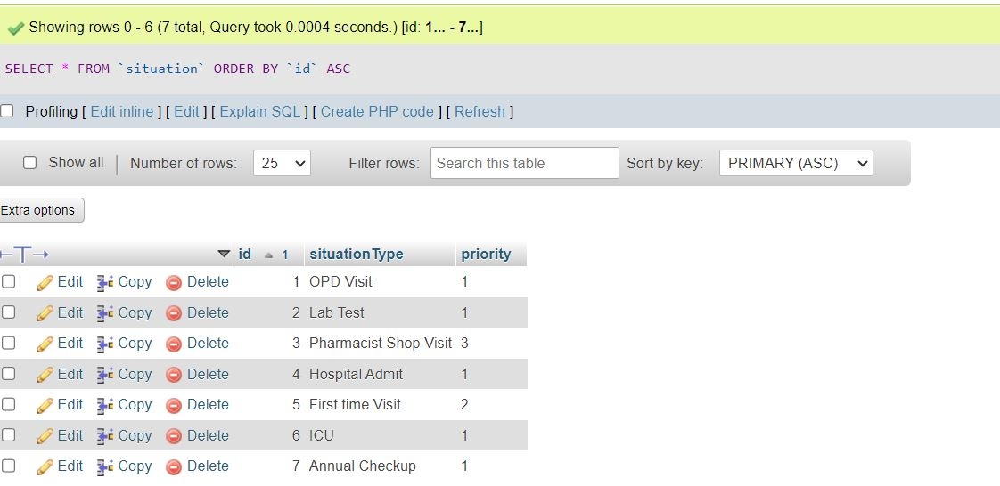 Showing rows 0 - 6 (7 total, Query took 0.0004 seconds.) [id: 1... - 7...]
SELECT * FROM `situation` ORDER BY `id` ASC
Profiling [ Edit inline ] [ Edit ] [ Explain SQL ] [ Create PHP code ] [ Refresh ]
Show all Number of rows: 25 Filter rows: Search this table Sort by key: PRIMARY (ASC)
Extra options
id 1 situationType priority
Edit Copy Delete 1 OPD Visit 1
Edit Copy Delete 2 Lab Test 1
Edit Copy Delete 3 Pharmacist Shop Visit 3
Edit Copy Delete 4 Hospital Admit 1
Edit Copy Delete 5 First time Visit 2
Edit Copy Delete 6 ICU 1
Edit Copy Delete 7 Annual Checkup 1